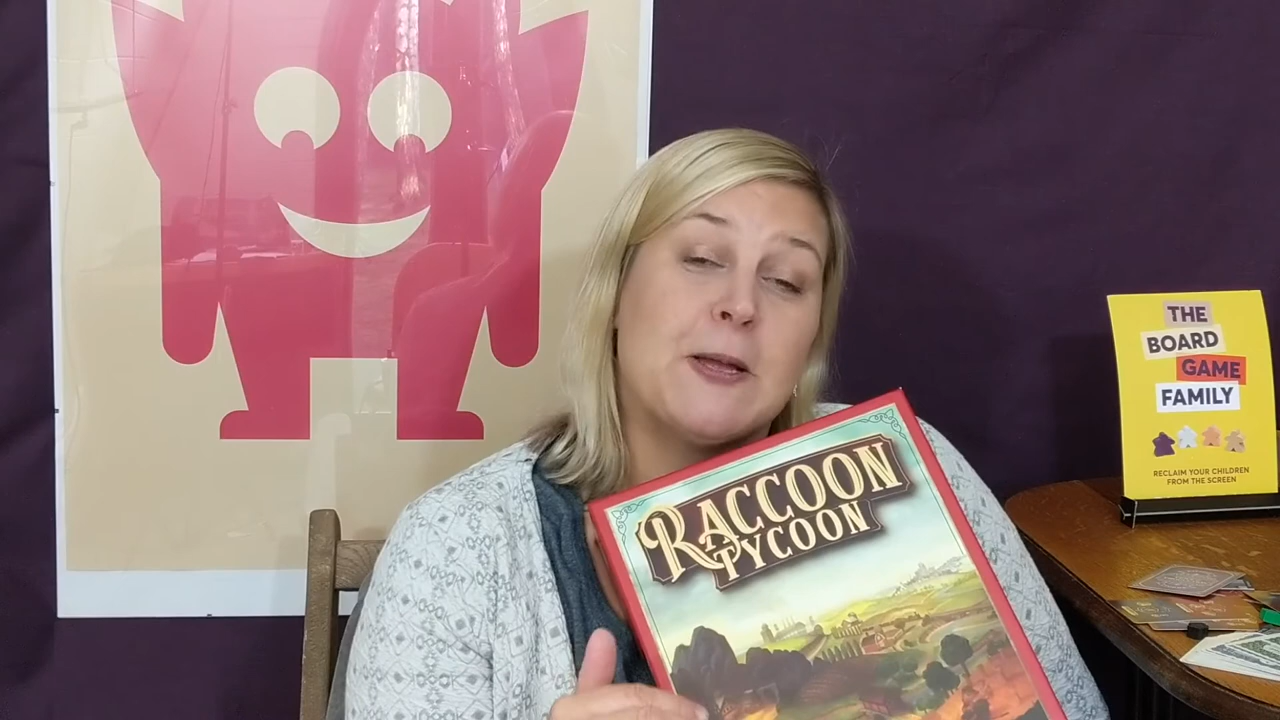 RACCOON
TYCOON
THE
BOARD
GAME
FAMILY
RECLAIM YOUR CHILDREN
FROM THE SCREEN